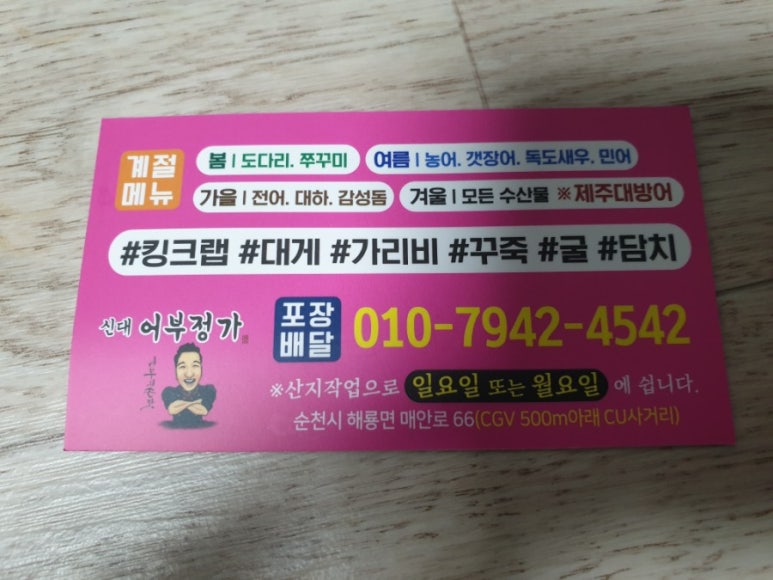 계절
메뉴
봄 | 도다리. 쭈꾸미
여름 | 농어. 갯장어. 독도새우. 민어
가을 | 전어. 대하. 감성돔
겨울 | 모든 수산물 ※제주대방어
#킹크랩 #대게 #가리비 #꾸죽 #굴 #담치
신대 어부정가
포장
배달
010-7942-4542
※산지작업으로 일요일 또는 월요일 에 쉽니다.
순천시 해룡면 매안로 66(CGV 500m아래 CU사거리)